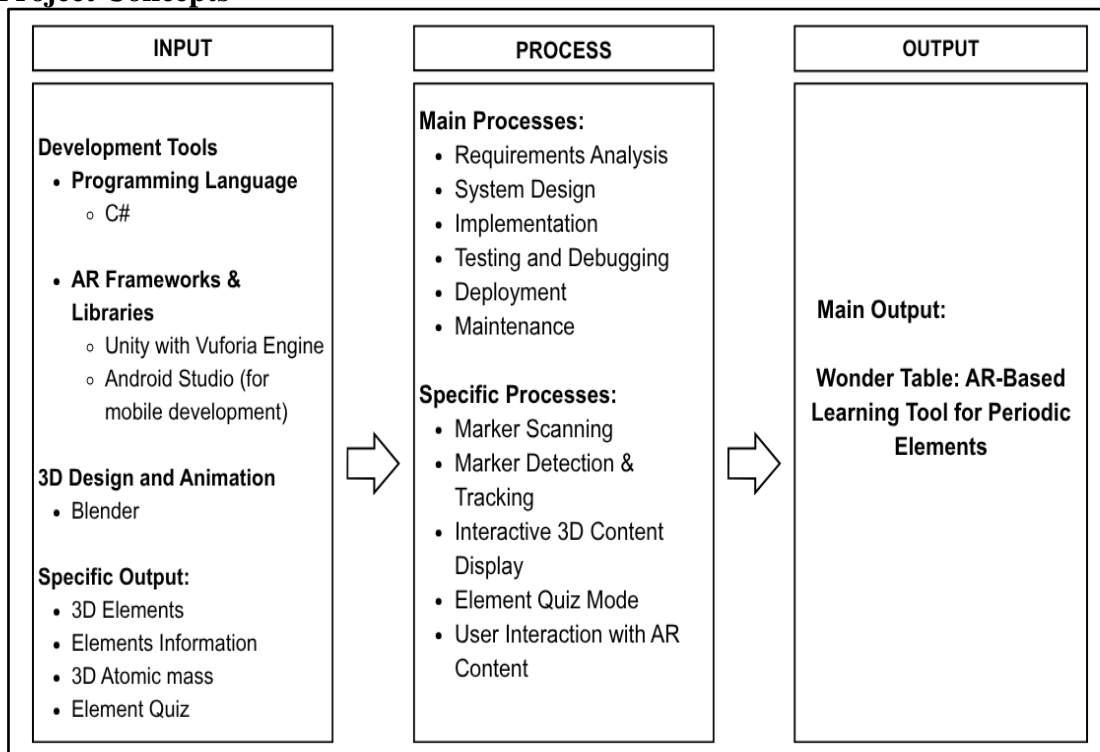 Project Concepts
INPUT
Development Tools
• Programming Language
○ C#
• AR Frameworks &
Libraries
○ Unity with Vuforia Engine
○ Android Studio (for
mobile development)
3D Design and Animation
• Blender
Specific Output:
• 3D Elements
• Elements Information
• 3D Atomic mass
• Element Quiz
PROCESS
Main Processes:
• Requirements Analysis
• System Design
• Implementation
• Testing and Debugging
• Deployment
• Maintenance
Specific Processes:
• Marker Scanning
• Marker Detection &
Tracking
• Interactive 3D Content
Display
• Element Quiz Mode
• User Interaction with AR
Content
OUTPUT
Main Output:
Wonder Table: AR-Based
Learning Tool for Periodic
Elements